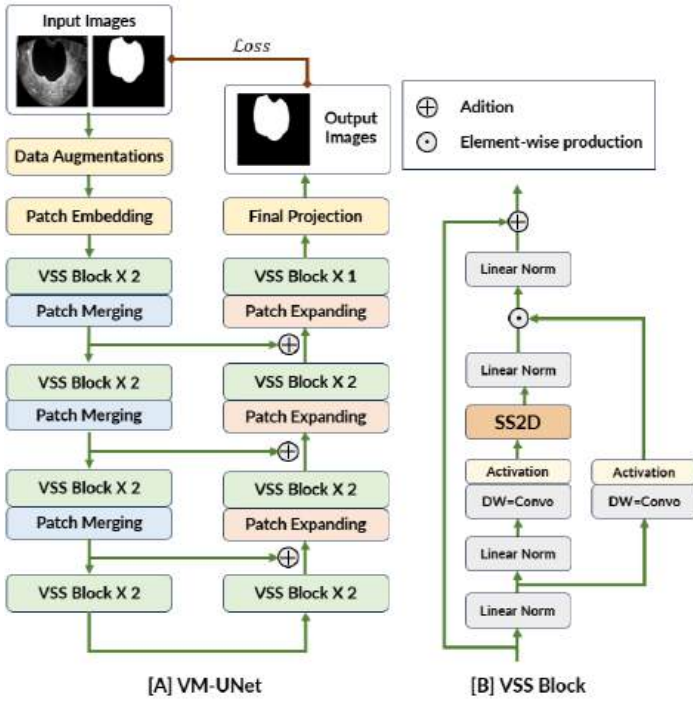 Input Images
Loss
Output
Images
Data Augmentations
Patch Embedding
VSS Block X 2
Patch Merging
VSS Block X 2
Patch Merging
VSS Block X 2
Patch Merging
VSS Block X 2
Final Projection
VSS Block X 1
Patch Expanding
VSS Block X 2
Patch Expanding
VSS Block X 2
Patch Expanding
VSS Block X 2
[A] VM-UNet
Adition
Element-wise production
Linear Norm
Linear Norm
SS2D
Activation
DW=Convo
Activation
DW=Convo
Linear Norm
Linear Norm
[B] VSS Block